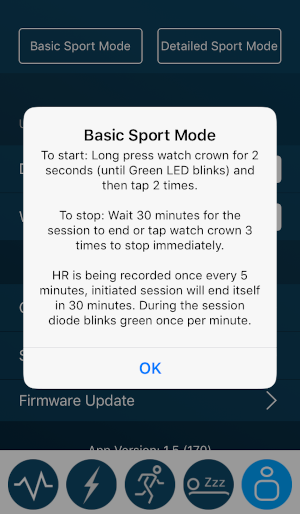 Basic Sport Mode
Detailed Sport Mode
Basic Sport Mode
To start: Long press watch crown for 2
seconds (until Green LED blinks) and
then tap 2 times.
To stop: Wait 30 minutes for the
session to end or tap watch crown 3
times to stop immediately.
HR is being recorded once every 5
minutes, initiated session will end itself
in 30 minutes. During the session
diode blinks green once per minute.
OK
Firmware Update
App Version: 1.5 (170)
Zzz